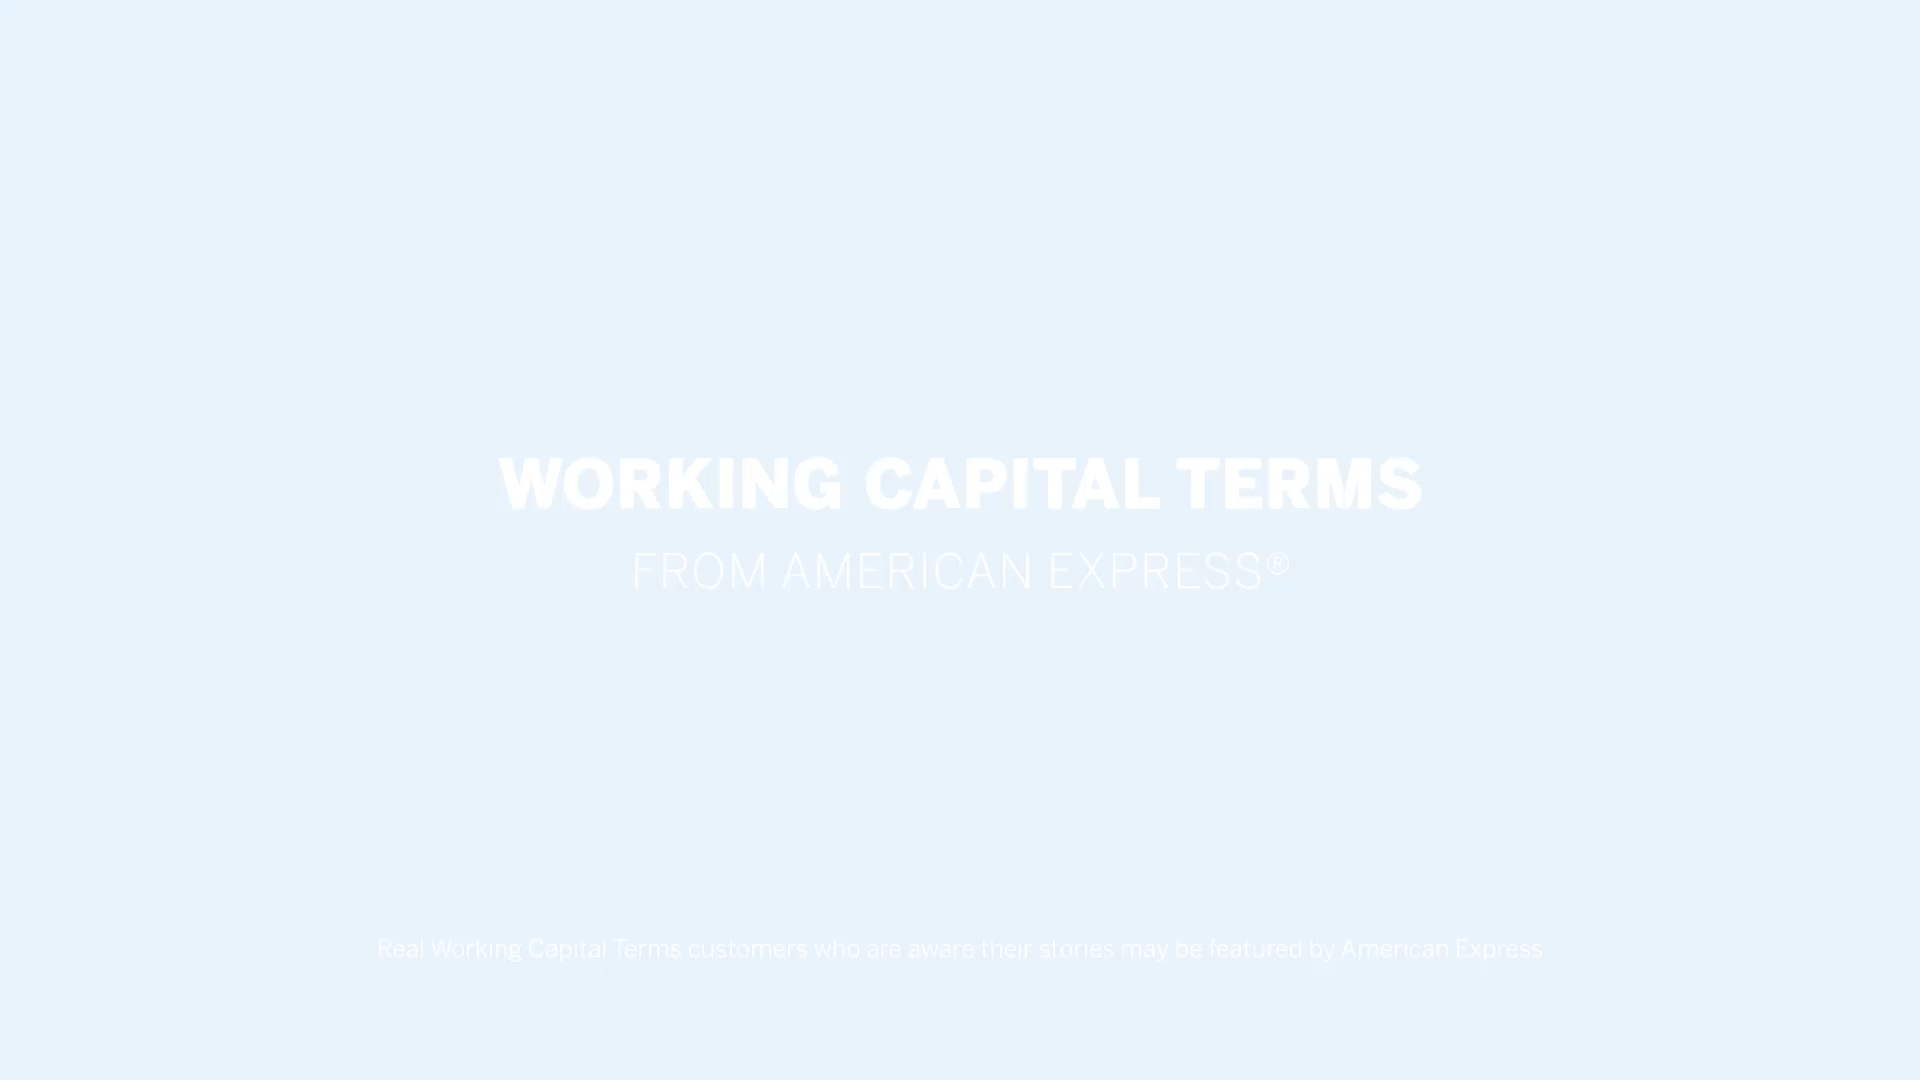 WORKING CAPITAL TERMS
FROM AMERICAN EXPRESS®
Real Working Capital Terms customers who are aware their stories may be featured by American Express